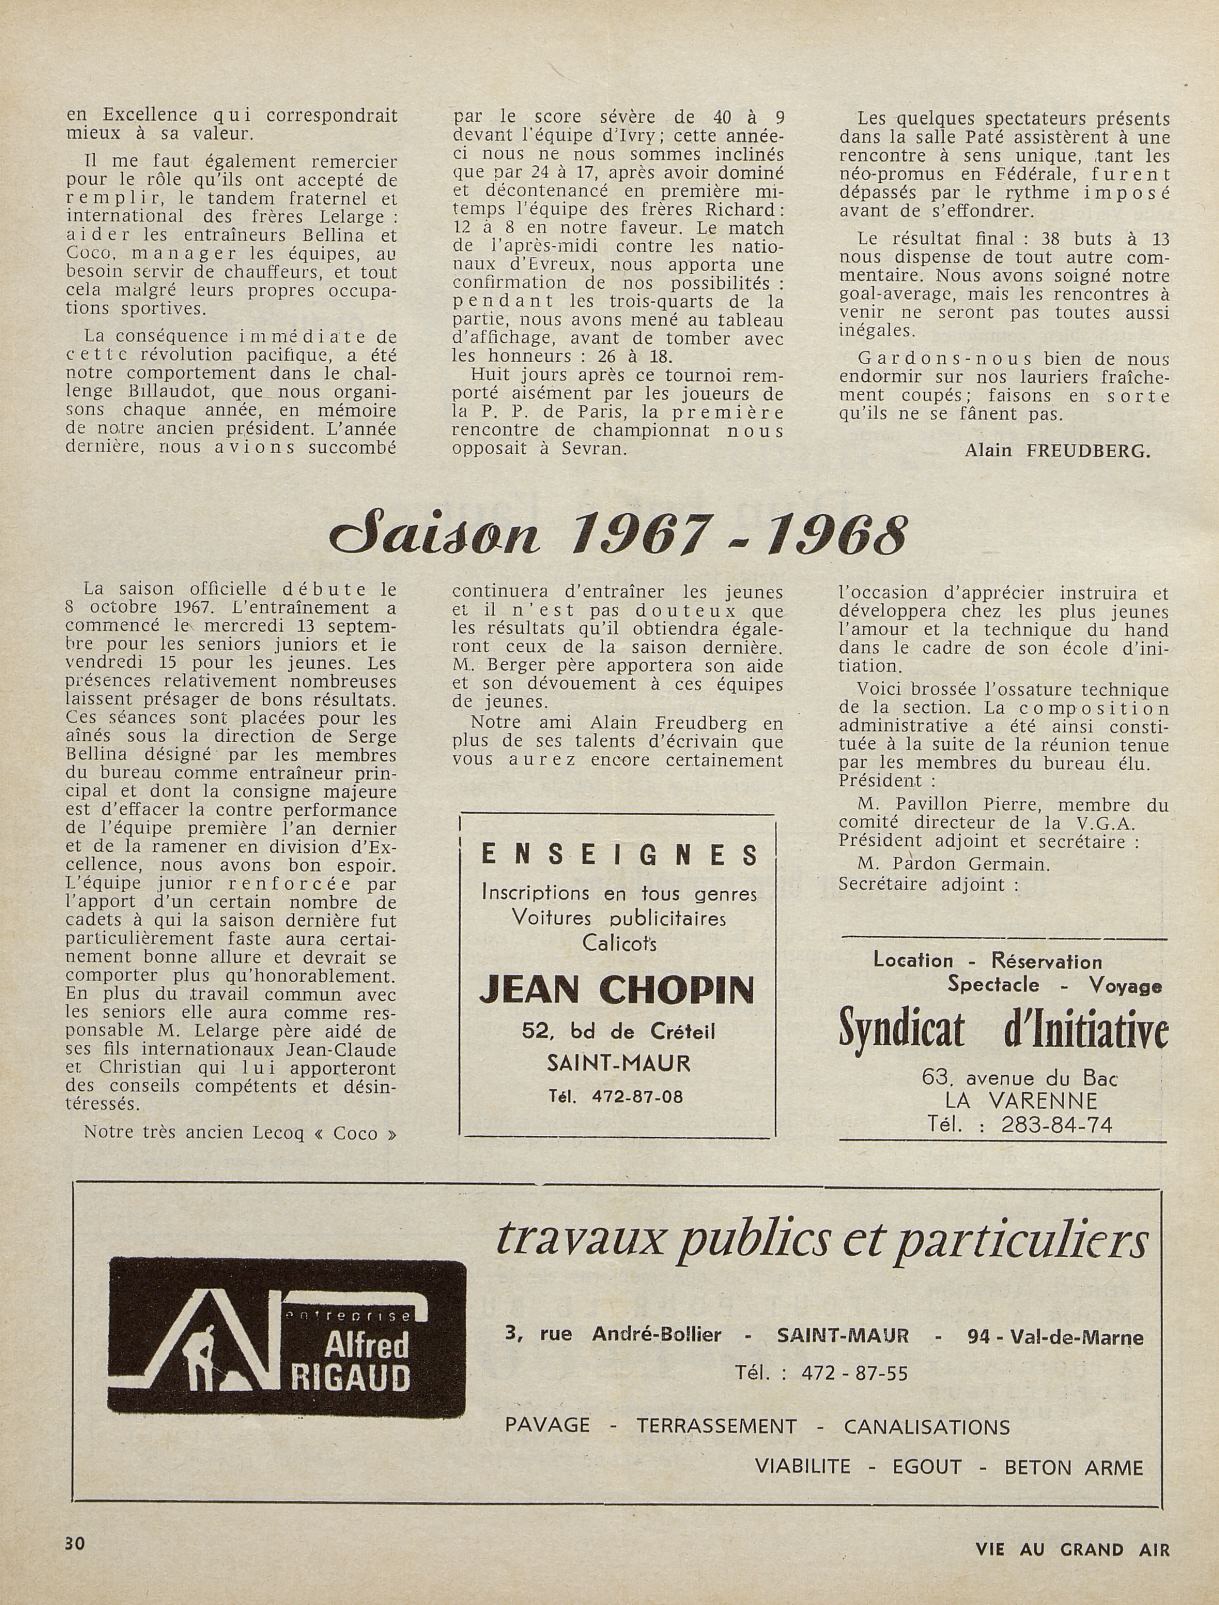 en Excellence qui correspondrait
mieux à sa valeur.
Il me faut également remercier
pour le rôle qu'ils ont accepté de
remplir, le tandem fraternel et
international des frères Lelarge :
aider les entraîneurs Bellina et
Coco, manager les équipes, au
besoin servir de chauffeurs, et tout
cela malgré leurs propres occupa-
tions sportives.
La conséquence immédiate de
cette révolution pacifique, a été
notre comportement dans le chal-
lenge Billaudot, que nous organi-
sons chaque année, en mémoire
de notre ancien président. L'année
dernière, nous avions succombé
par le score sévère de 40 à 9
devant l'équipe d'Ivry ; cette année-
ci nous ne nous sommes inclinés
que par 24 à 17, après avoir dominé
et décontenancé en première mi-
temps l'équipe des frères Richard :
12 à 8 en notre faveur. Le match
de l'après-midi contre les natio-
naux d'Evreux, nous apporta une
confirmation de nos possibilités :
pendant les trois-quarts de la
partie, nous avons mené au tableau
d'affichage, avant de tomber avec
les honneurs : 26 à 18.
Huit jours après ce tournoi rem-
porté aisément par les joueurs de
la P. P. de Paris, la première
rencontre de championnat nous
opposait à Sevran.
Les quelques spectateurs présents
dans la salle Paté assistèrent à une
rencontre à sens unique, tant les
néo-promus en Fédérale, furent
dépassés par le rythme imposé
avant de s'effondrer.
Le résultat final : 38 buts à 13
nous dispense de tout autre com-
mentaire. Nous avons soigné notre
goal-average, mais les rencontres à
venir ne seront pas toutes aussi
inégales.
Gardons-nous bien de nous
endormir sur nos lauriers fraîche-
ment coupés ; faisons en sorte
qu'ils ne se fânent pas.
Alain FREUDBERG.
Saison 1967 - 1968
La saison officielle débute le
8 octobre 1967. L'entraînement a
commencé le mercredi 13 septem-
bre pour les seniors juniors et le
vendredi 15 pour les jeunes. Les
présences relativement nombreuses
laissent présager de bons résultats.
Ces séances sont placées pour les
aînés sous la direction de Serge
Bellina désigné par les membres
du bureau comme entraîneur prin-
cipal et dont la consigne majeure
est d'effacer la contre performance
de l'équipe première l'an dernier
et de la ramener en division d'Ex-
cellence, nous avons bon espoir.
L'équipe junior renforcée par
l'apport d'un certain nombre de
cadets à qui la saison dernière fut
particulièrement faste aura certai-
nement bonne allure et devrait se
comporter plus qu'honorablement.
En plus du travail commun avec
les seniors elle aura comme res-
ponsable M. Lelarge père aidé de
ses fils internationaux Jean-Claude
et Christian qui lui apporteront
des conseils compétents et désin-
téressés.
Notre très ancien Lecoq « Coco »
continuera d'entraîner les jeunes
et il n'est pas douteux que
les résultats qu'il obtiendra égale-
ront ceux de la saison dernière.
M. Berger père apportera son aide
et son dévouement à ces équipes
de jeunes.
Notre ami Alain Freudberg en
plus de ses talents d'écrivain que
vous aurez encore certainement
l'occasion d'apprécier instruira et
développera chez les plus jeunes
l'amour et la technique du hand
dans le cadre de son école d'ini-
tiation.
Voici brossée l'ossature technique
de la section. La composition
administrative a été ainsi consti-
tuée à la suite de la réunion tenue
par les membres du bureau élu.
Président :
M. Pavillon Pierre, membre du
comité directeur de la V.G.A.
Président adjoint et secrétaire :
M. Pardon Germain.
Secrétaire adjoint :
ENSEIGNES
Inscriptions en tous genres
Voitures publicitaires
Calicots
JEAN CHOPIN
52, bd de Créteil
SAINT-MAUR
Tél. 472-87-08
Location - Réservation
Spectacle - Voyage
Syndicat d'Initiative
63, avenue du Bac
LA VARENNE
Tél. : 283-84-74
travaux publics et particuliers
entreprise
Alfred
RIGAUD
3, rue André-Bollier - SAINT-MAUR - 94 - Val-de-Marne
Tél. : 472 - 87-55
PAVAGE - TERRASSEMENT - CANALISATIONS
VIABILITE - EGOUT - BETON ARME
30
VIE AU GRAND AIR